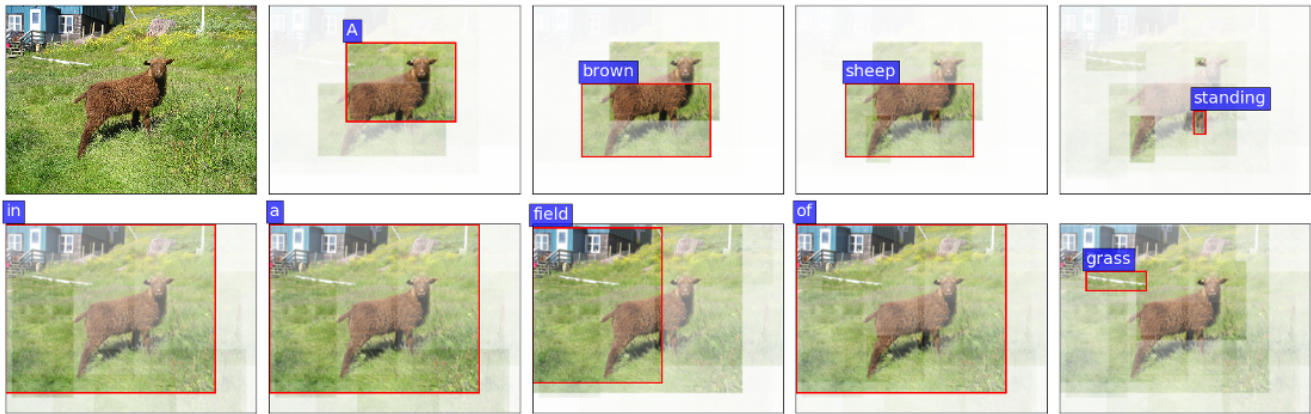 A
brown
sheep
standing
in
a
field
of
grass